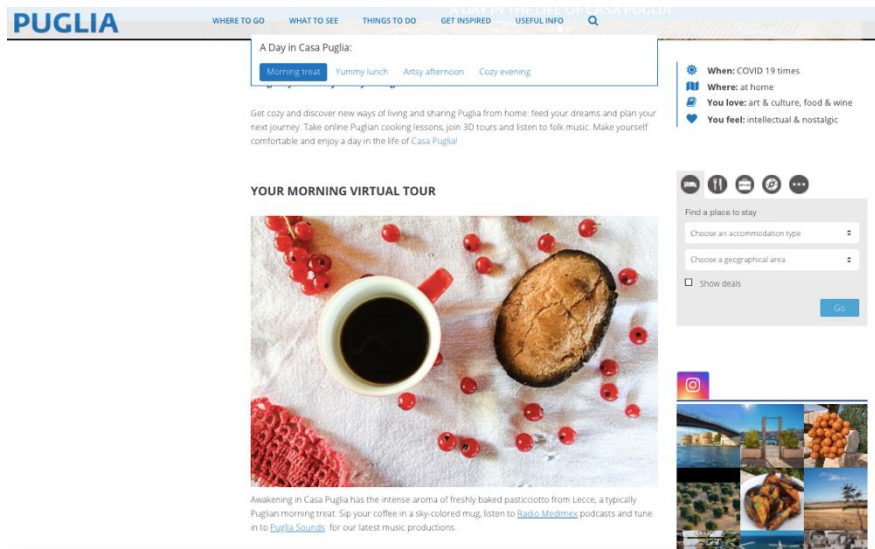 A DAY IN THE LIFE OF CASA PUGLIA
PUGLIA
WHERE TO GO WHAT TO SEE THINGS TO DO GET INSPIRED USEFUL INFO
A Day in Casa Puglia:
Morning treat Yummy lunch Artsy afternoon Cozy evening
Get cozy and discover new ways of living and sharing Puglia from home: feed your dreams and plan your
next journey. Take online Puglian cooking lessons, join 3D tours and listen to folk music. Make yourself
comfortable and enjoy a day in the life of Casa Puglia!
YOUR MORNING VIRTUAL TOUR
Awakening in Casa Puglia has the intense aroma of freshly baked pasticciotto from Lecce, a typically
Puglian morning treat. Sip your coffee in a sky-colored mug, listen to Radio Medimex podcasts and tune
in to Puglia Sounds for our latest music productions.
When: COVID 19 times
Where: at home
You love: art & culture, food & wine
You feel: intellectual & nostalgic
Find a place to stay
Choose an accommodation type
Choose a geographical area
Show deals
Go